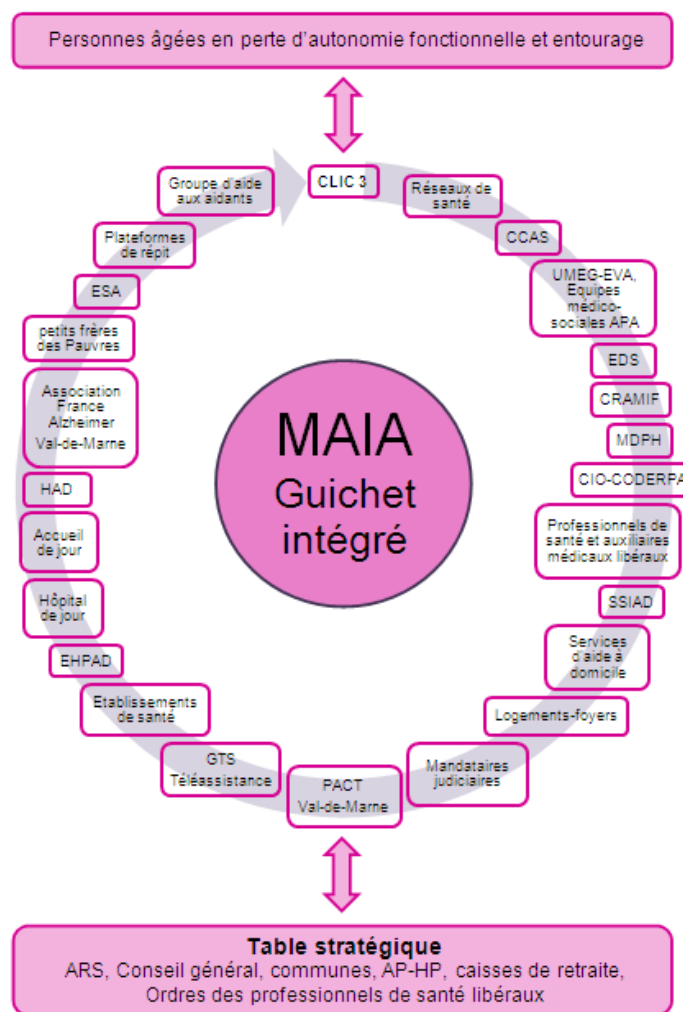 Personnes âgées en perte d'autonomie fonctionnelle et entourage
CLIC 3
Réseaux de
santé
CCAS
UMEG-EVA,
Equipes
médico-
sociales APA
EDS
CRAMIF
MDPH
CIO-CODERPA
Professionnels de
santé et auxiliaires
médicaux libéraux
SSIAD
Services
d'aide à
domicile
Logements-foyers
Mandataires
judiciaires
PACT
Val-de-Marne
GTS
Téléassistance
Etablissements
de santé
EHPAD
Hôpital
de jour
Accueil
de jour
HAD
Association
France
Alzheimer
Val-de-Marne
petits frères
des Pauvres
ESA
Plateformes
de répit
Groupe d'aide
aux aidants
MAIA
Guichet
intégré
Table stratégique
ARS, Conseil général, communes, AP-HP, caisses de retraite,
Ordres des professionnels de santé libéraux